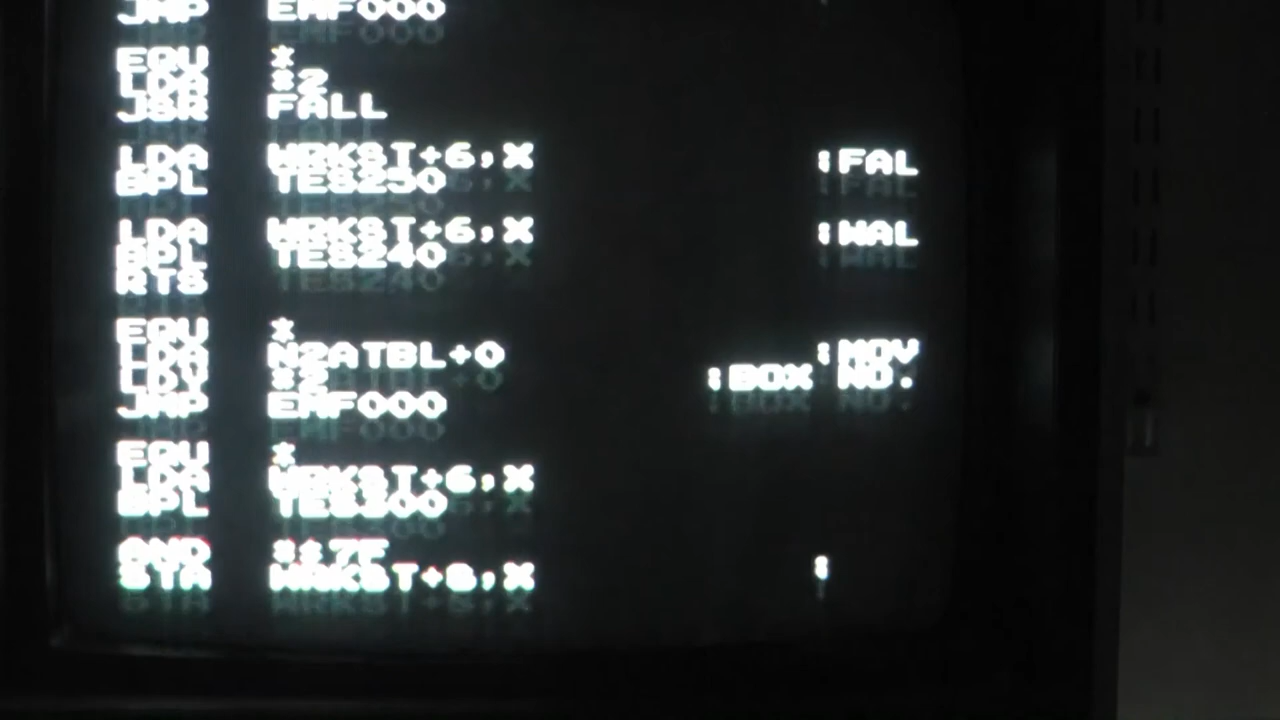 JMP EMF000
EQU *
LDA #2
JSR FALL
LDA WRKST+6,X :FAL
BPL TES250
LDA WRKST+6,X :WAL
BPL TES240
RTS
EQU *
LDA N2ATBL+0 :MOV
LDY #2 :BOX NO.
JMP EMF000
EQU *
LDA WRKST+6,X
BPL TES300
AND #$7F
STA WRKST+6,X :